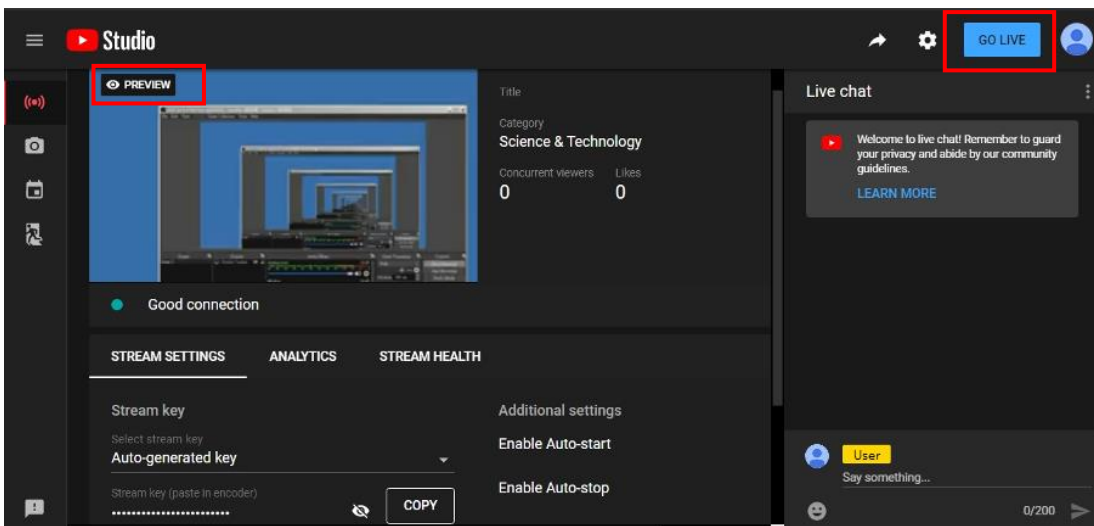 Studio
GO LIVE
PREVIEW
Title
Category
Science & Technology
Concurrent viewers Likes
0 0
Good connection
STREAM SETTINGS ANALYTICS STREAM HEALTH
Stream key
Select stream key
Auto-generated key
Stream key (paste in encoder)
••••••••••••••••••••••••
COPY
Additional settings
Enable Auto-start
Enable Auto-stop
Live chat
Welcome to live chat! Remember to guard
your privacy and abide by our community
guidelines.
LEARN MORE
User
Say something...
0/200